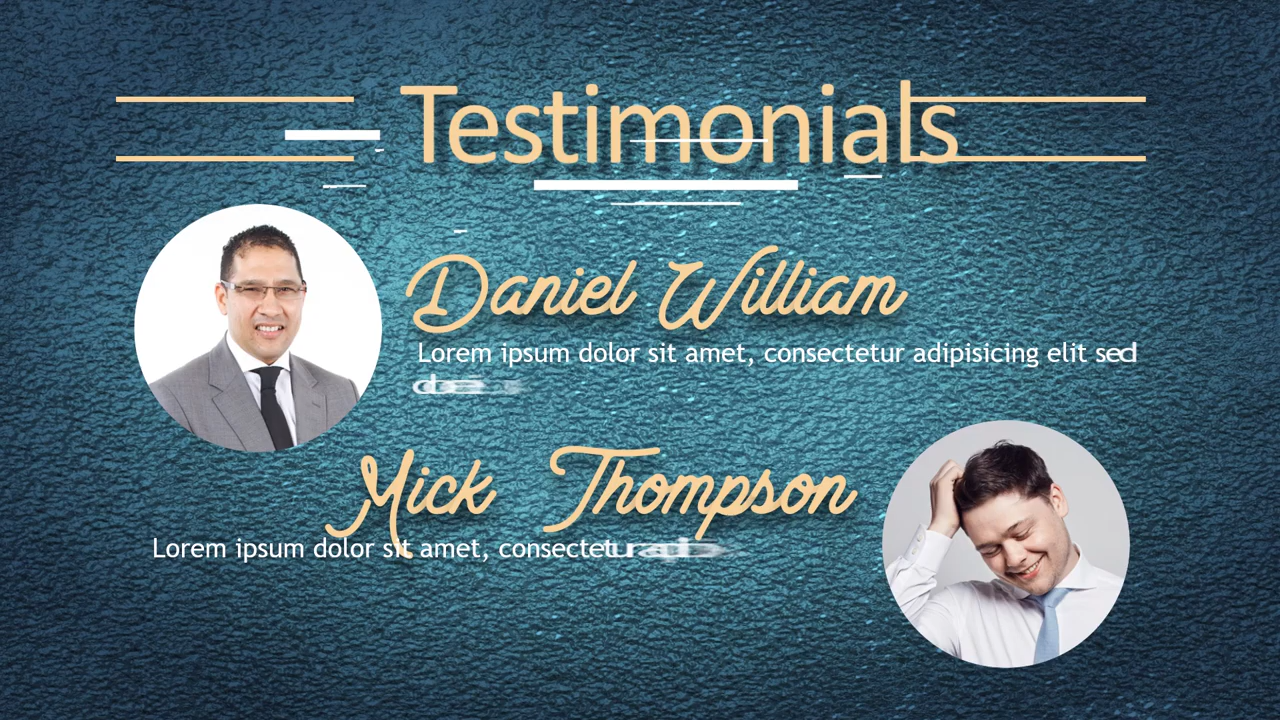 Testimonials
Daniel William
Lorem ipsum dolor sit amet, consectetur adipisicing elit sed
Mick Thompson
Lorem ipsum dolor sit amet,